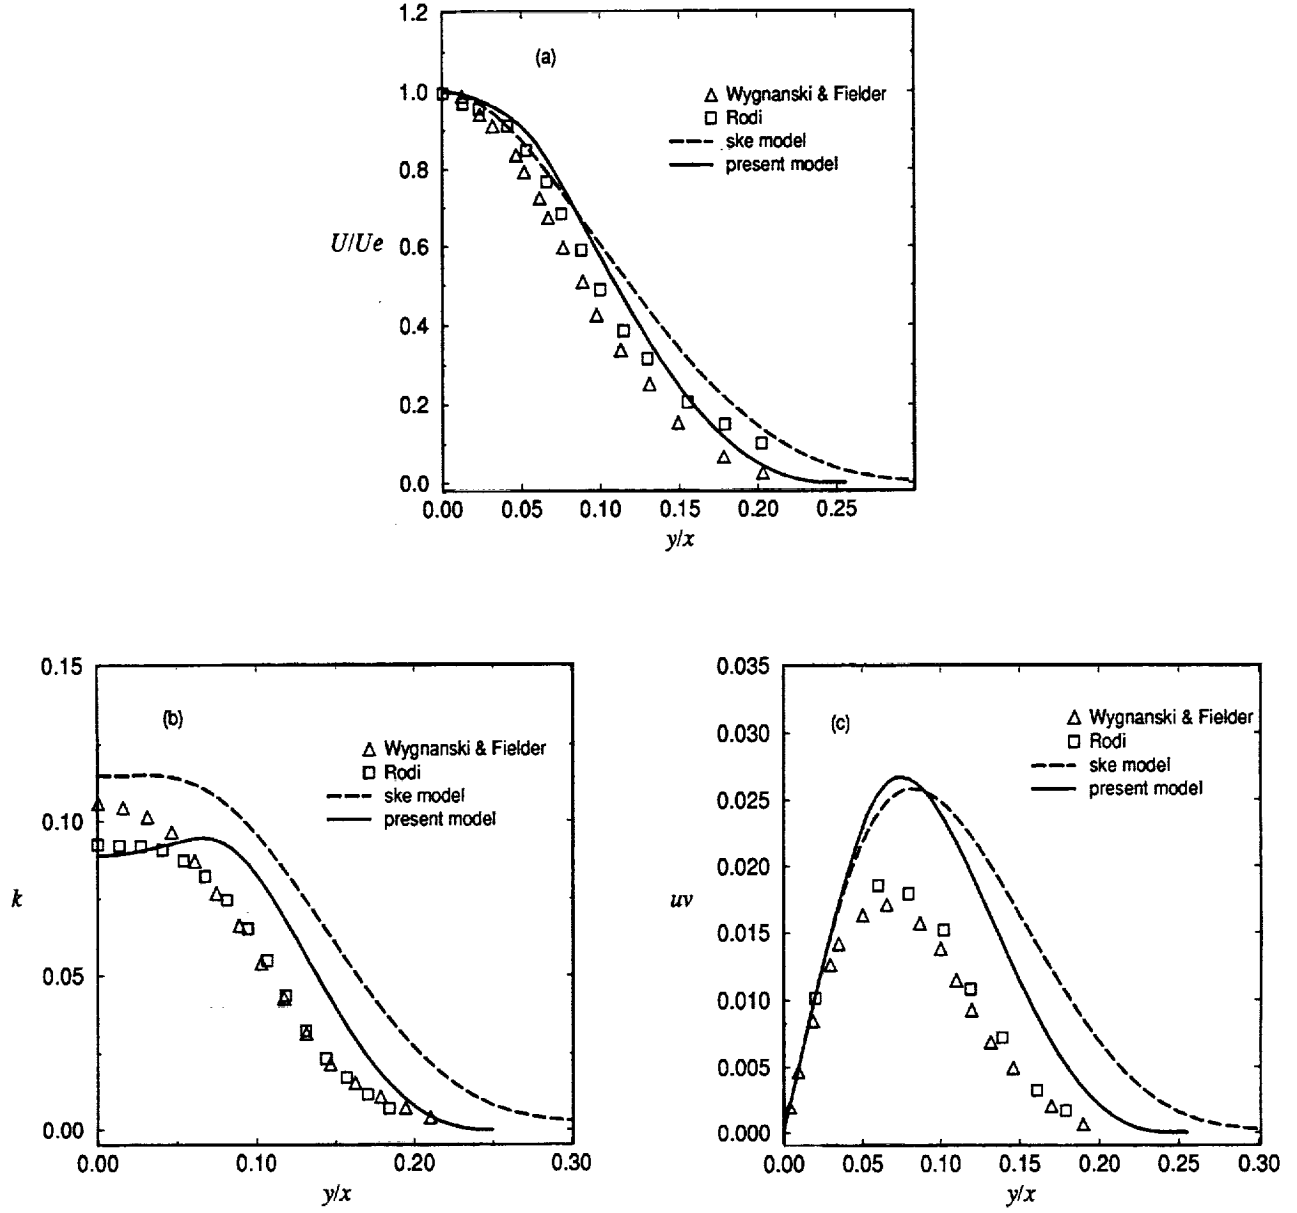 1.2
(a)
1.0
△ Wygnanski & Fielder
□ Rodi
ske model
present model
0.8
U/Ue 0.6
0.4
0.2
0.0
0.00 0.05 0.10 0.15 0.20 0.25
y/x
0.15
(b)
△ Wygnanski & Fielder
□ Rodi
ske model
present model
0.10
k
0.05
0.00
0.00 0.10 0.20 0.30
y/x
0.035
(c)
△ Wygnanski & Fielder
□ Rodi
ske model
present model
0.030
0.025
0.020
uv
0.015
0.010
0.005
0.000
0.00 0.05 0.10 0.15 0.20 0.25 0.30
y/x